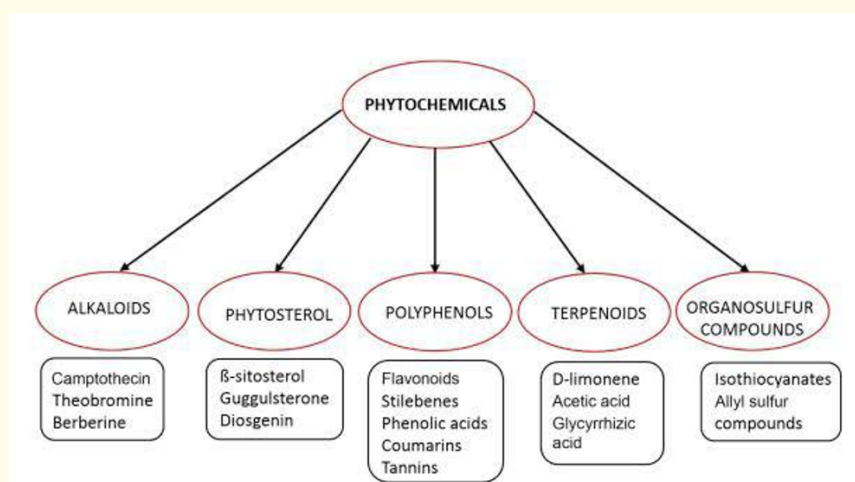 PHYTOCHEMICALS
ALKALOIDS
PHYTOSTEROL
POLYPHENOLS
TERPENOIDS
ORGANOSULFUR
COMPOUNDS
Camptothecin
Theobromine
Berberine
ß-sitosterol
Guggulsterone
Diosgenin
Flavonoids
Stilebenes
Phenolic acids
Coumarins
Tannins
D-limonene
Acetic acid
Glycyrrhizic
acid
Isothiocyanates
Allyl sulfur
compounds